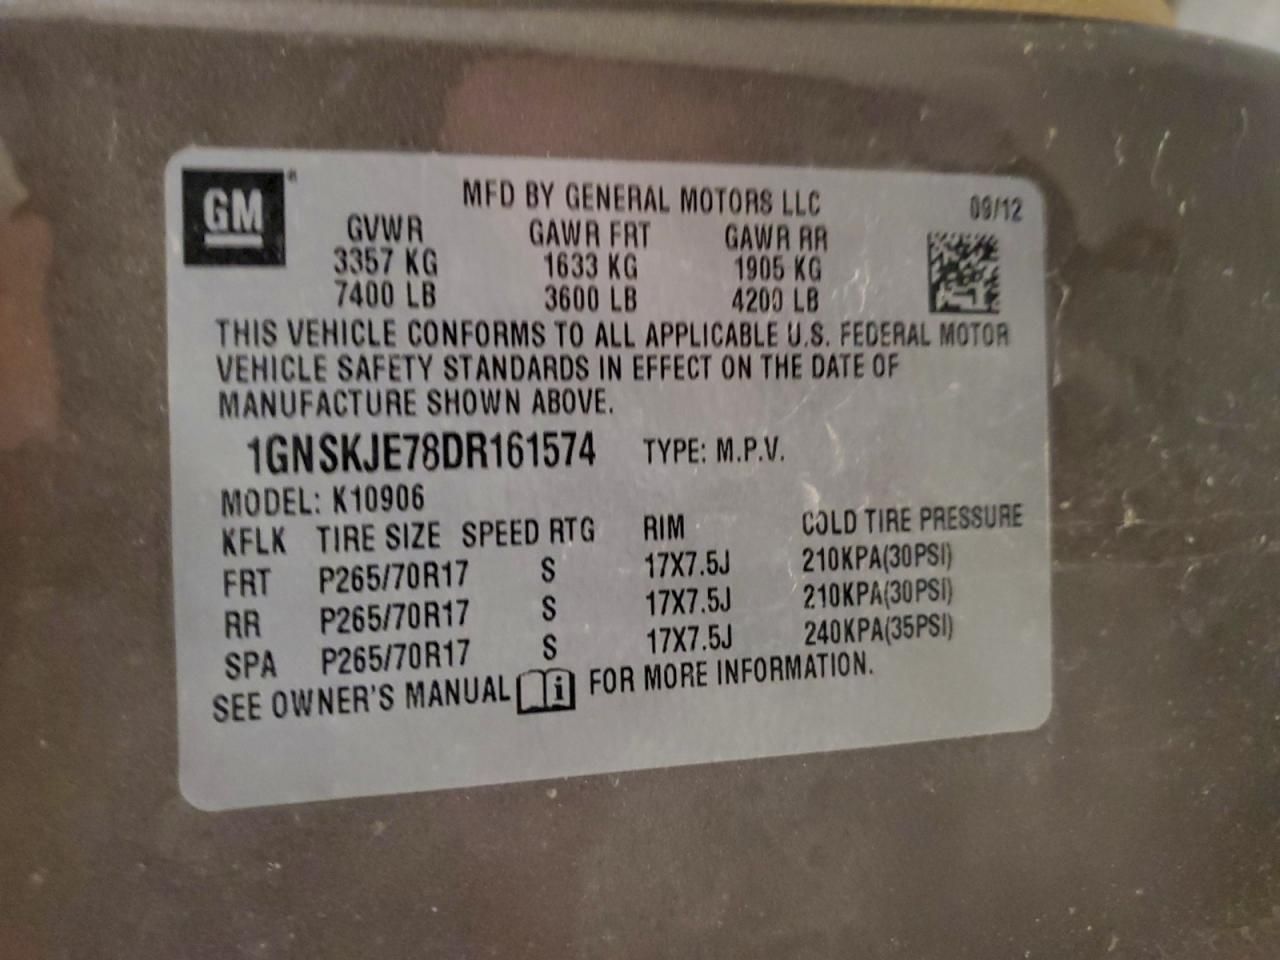 GM
MFD BY GENERAL MOTORS LLC 09/12
GVWR GAWR FRT GAWR RR
3357 KG 1633 KG 1905 KG
7400 LB 3600 LB 4200 LB
THIS VEHICLE CONFORMS TO ALL APPLICABLE U.S. FEDERAL MOTOR
VEHICLE SAFETY STANDARDS IN EFFECT ON THE DATE OF
MANUFACTURE SHOWN ABOVE.
1GNSKJE78DR161574 TYPE: M.P.V.
MODEL: K10906
KFLK TIRE SIZE SPEED RTG RIM COLD TIRE PRESSURE
FRT P265/70R17 S 17X7.5J 210KPA(30PSI)
RR P265/70R17 S 17X7.5J 210KPA(30PSI)
SPA P265/70R17 S 17X7.5J 240KPA(35PSI)
SEE OWNER'S MANUAL i FOR MORE INFORMATION.